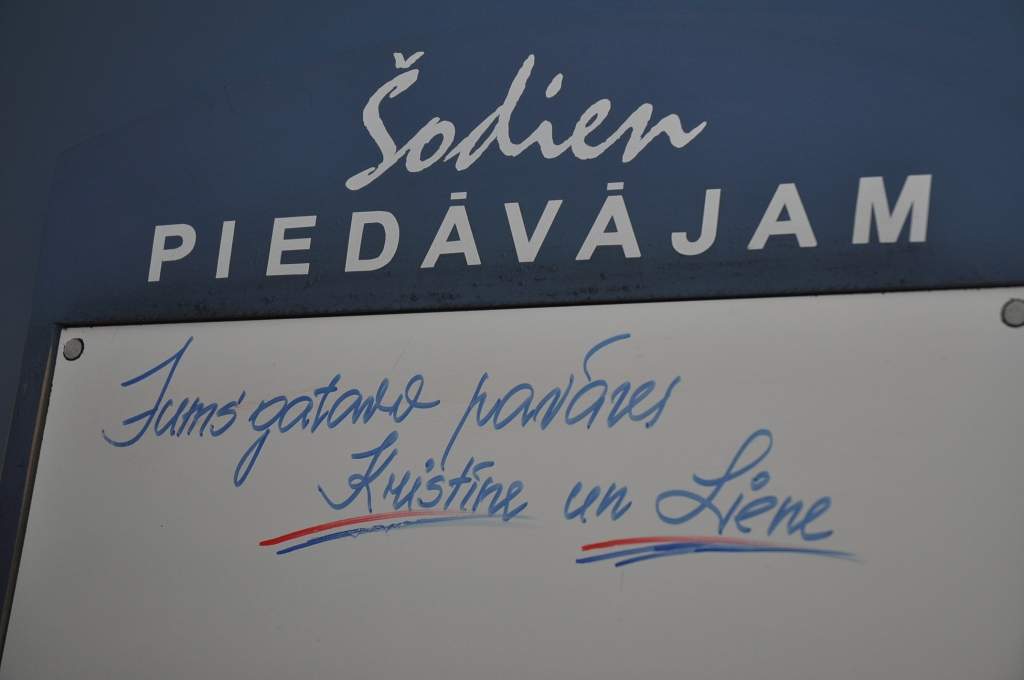 Šodien
PIEDĀVĀJAM
Jums gatavo pavāres
Kristīne un Liene